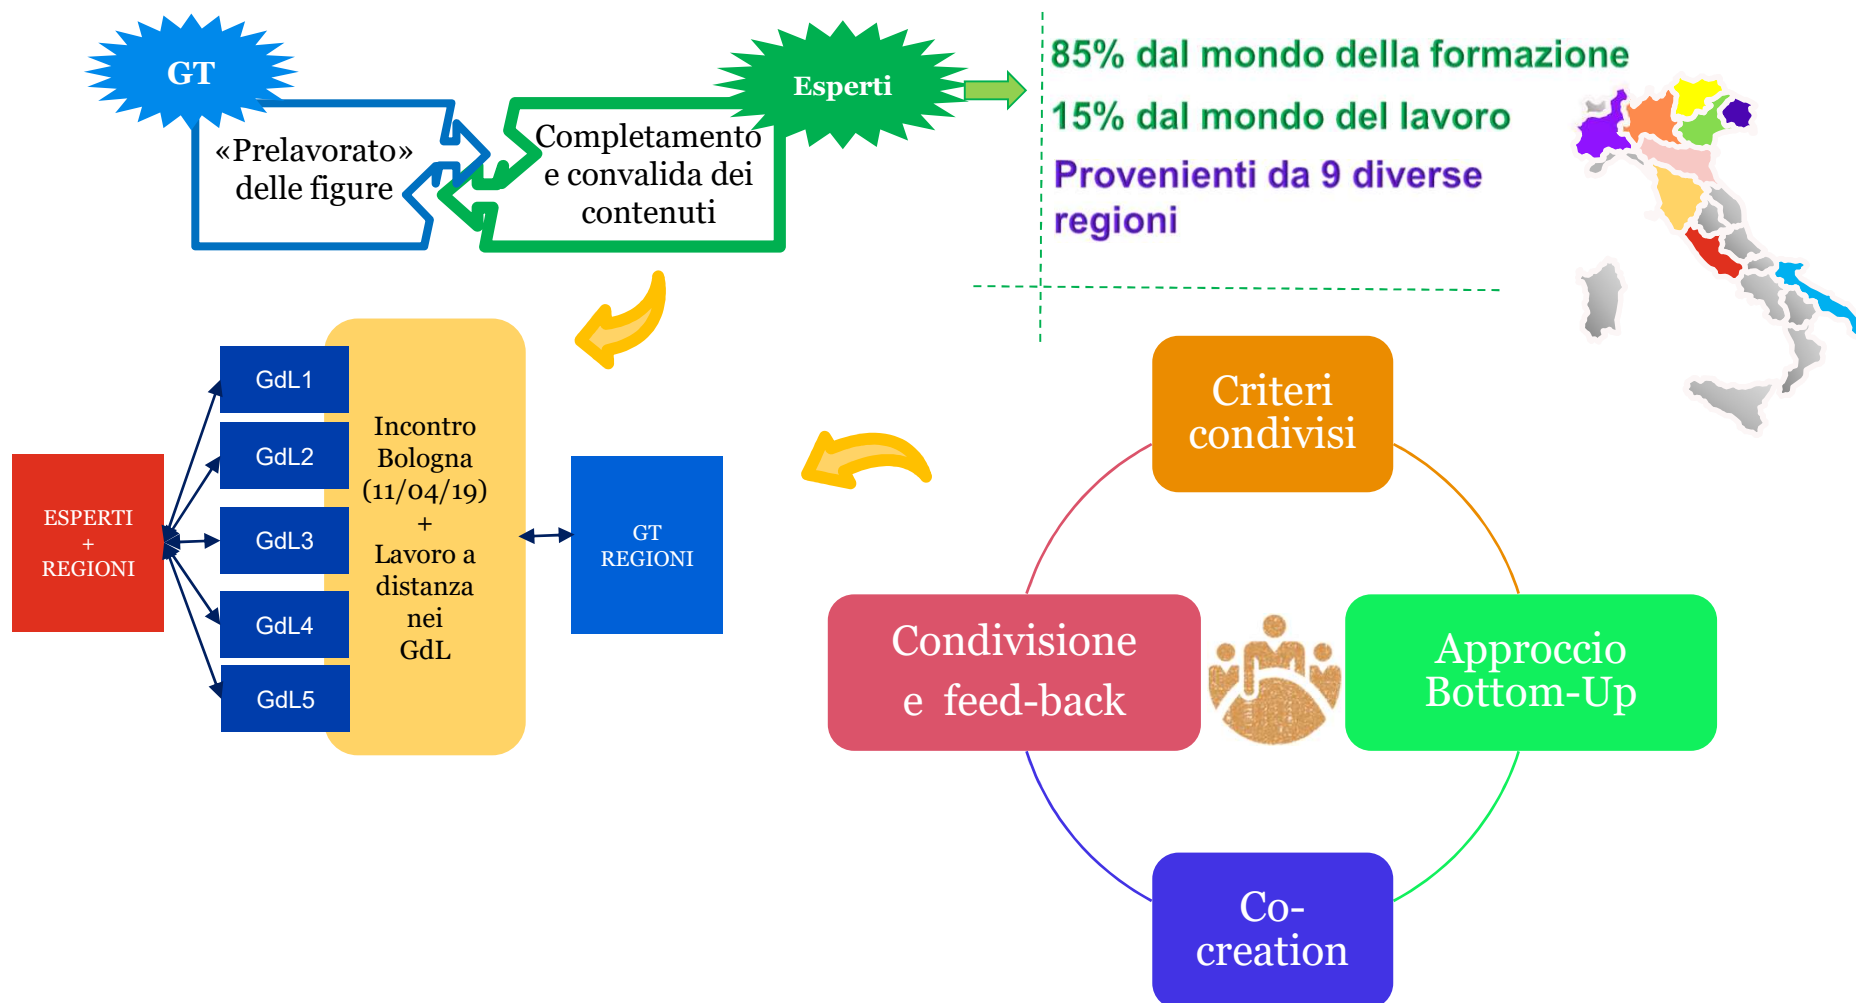 GT
«Prelavorato»
delle figure
Esperti
Completamento
e convalida dei
contenuti
85% dal mondo della formazione
15% dal mondo del lavoro
Provenienti da 9 diverse
regioni
ESPERTI
+
REGIONI
GdL1
GdL2
GdL3
GdL4
GdL5
Incontro
Bologna
(11/04/19)
+
Lavoro a
distanza
nei
GdL
GT
REGIONI
Criteri
condivisi
Condivisione
e feed-back
Approccio
Bottom-Up
Co-
creation